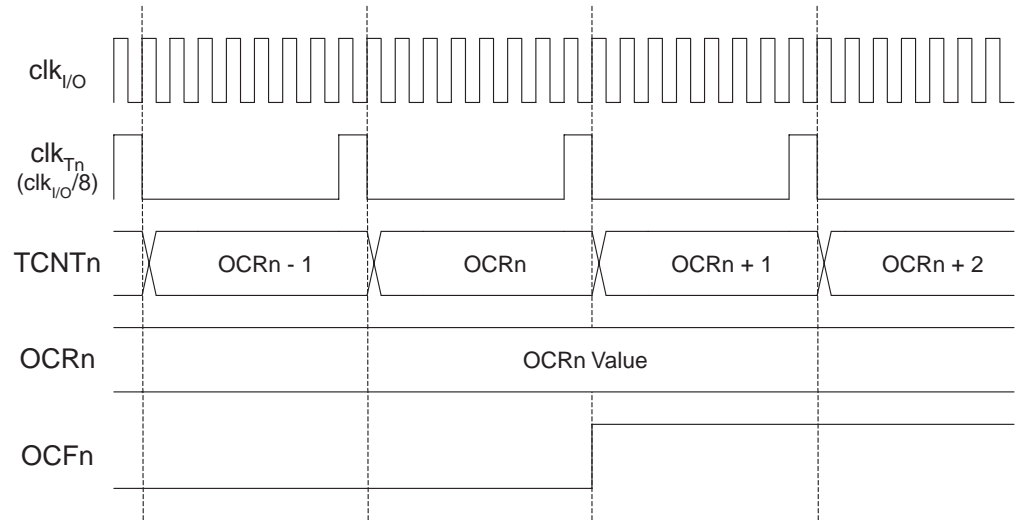 clkI/O
clkTn
(clkI/O/8)
TCNTn
OCRn - 1
OCRn
OCRn + 1
OCRn + 2
OCRn
OCRn Value
OCFn